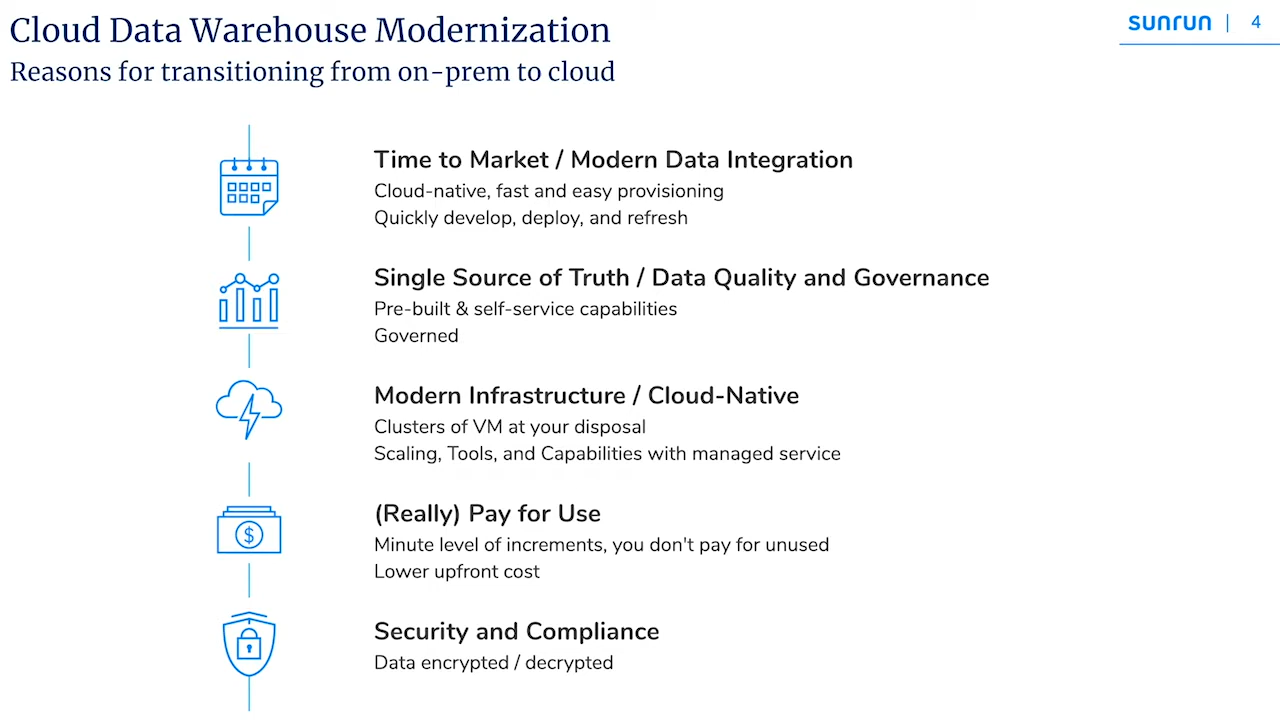 Cloud Data Warehouse Modernization
Reasons for transitioning from on-prem to cloud
sunrun | 4
Time to Market / Modern Data Integration
Cloud-native, fast and easy provisioning
Quickly develop, deploy, and refresh
Single Source of Truth / Data Quality and Governance
Pre-built & self-service capabilities
Governed
Modern Infrastructure / Cloud-Native
Clusters of VM at your disposal
Scaling, Tools, and Capabilities with managed service
$
(Really) Pay for Use
Minute level of increments, you don't pay for unused
Lower upfront cost
Security and Compliance
Data encrypted / decrypted